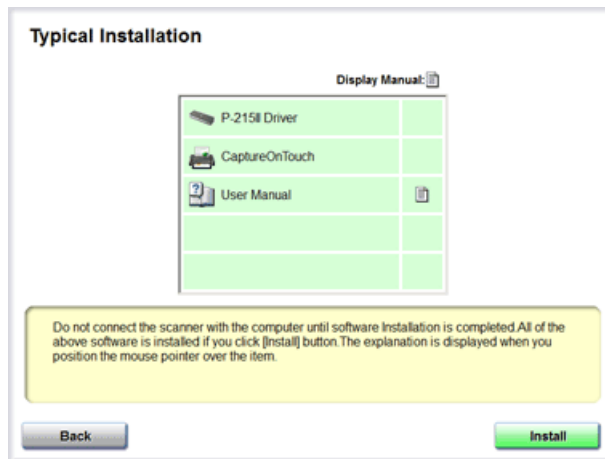 Typical Installation
Display Manual:
P-215II Driver
CaptureOnTouch
User Manual
Do not connect the scanner with the computer until software Installation is completed.All of the
above software is installed if you click [Install] button.The explanation is displayed when you
position the mouse pointer over the item.
Back
Install